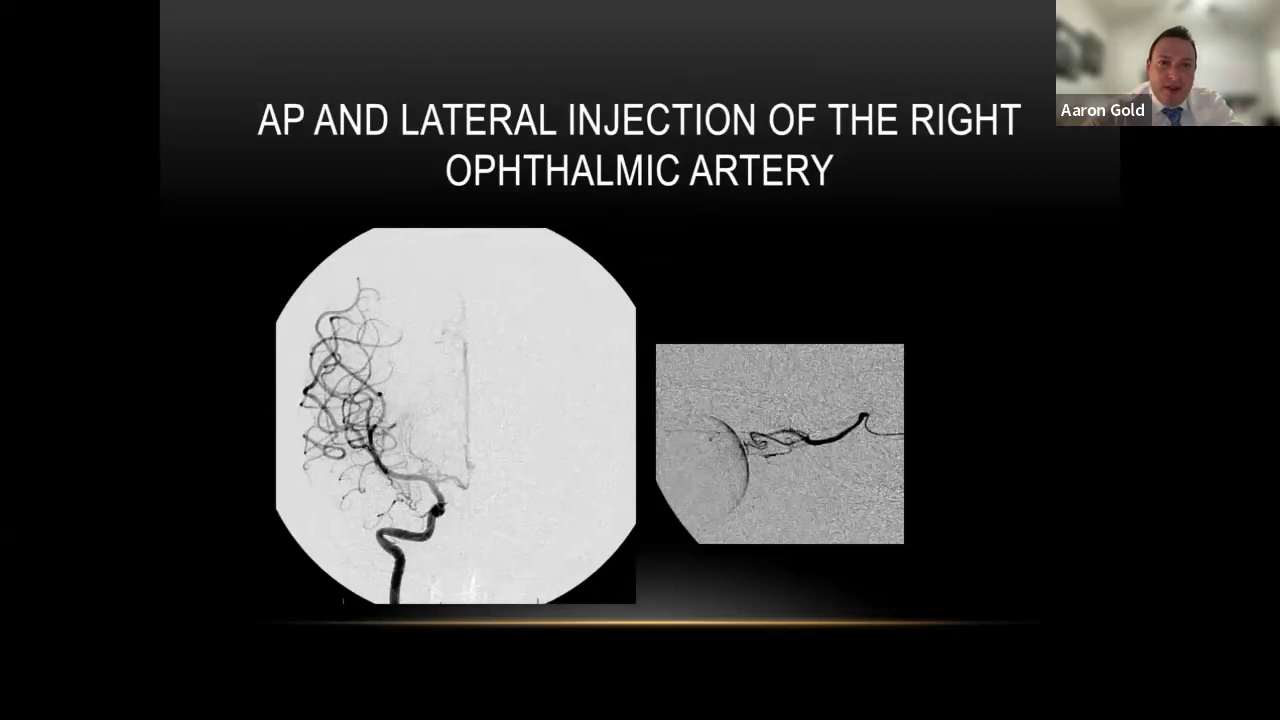 AP AND LATERAL INJECTION OF THE RIGHT
OPHTHALMIC ARTERY
Aaron Gold